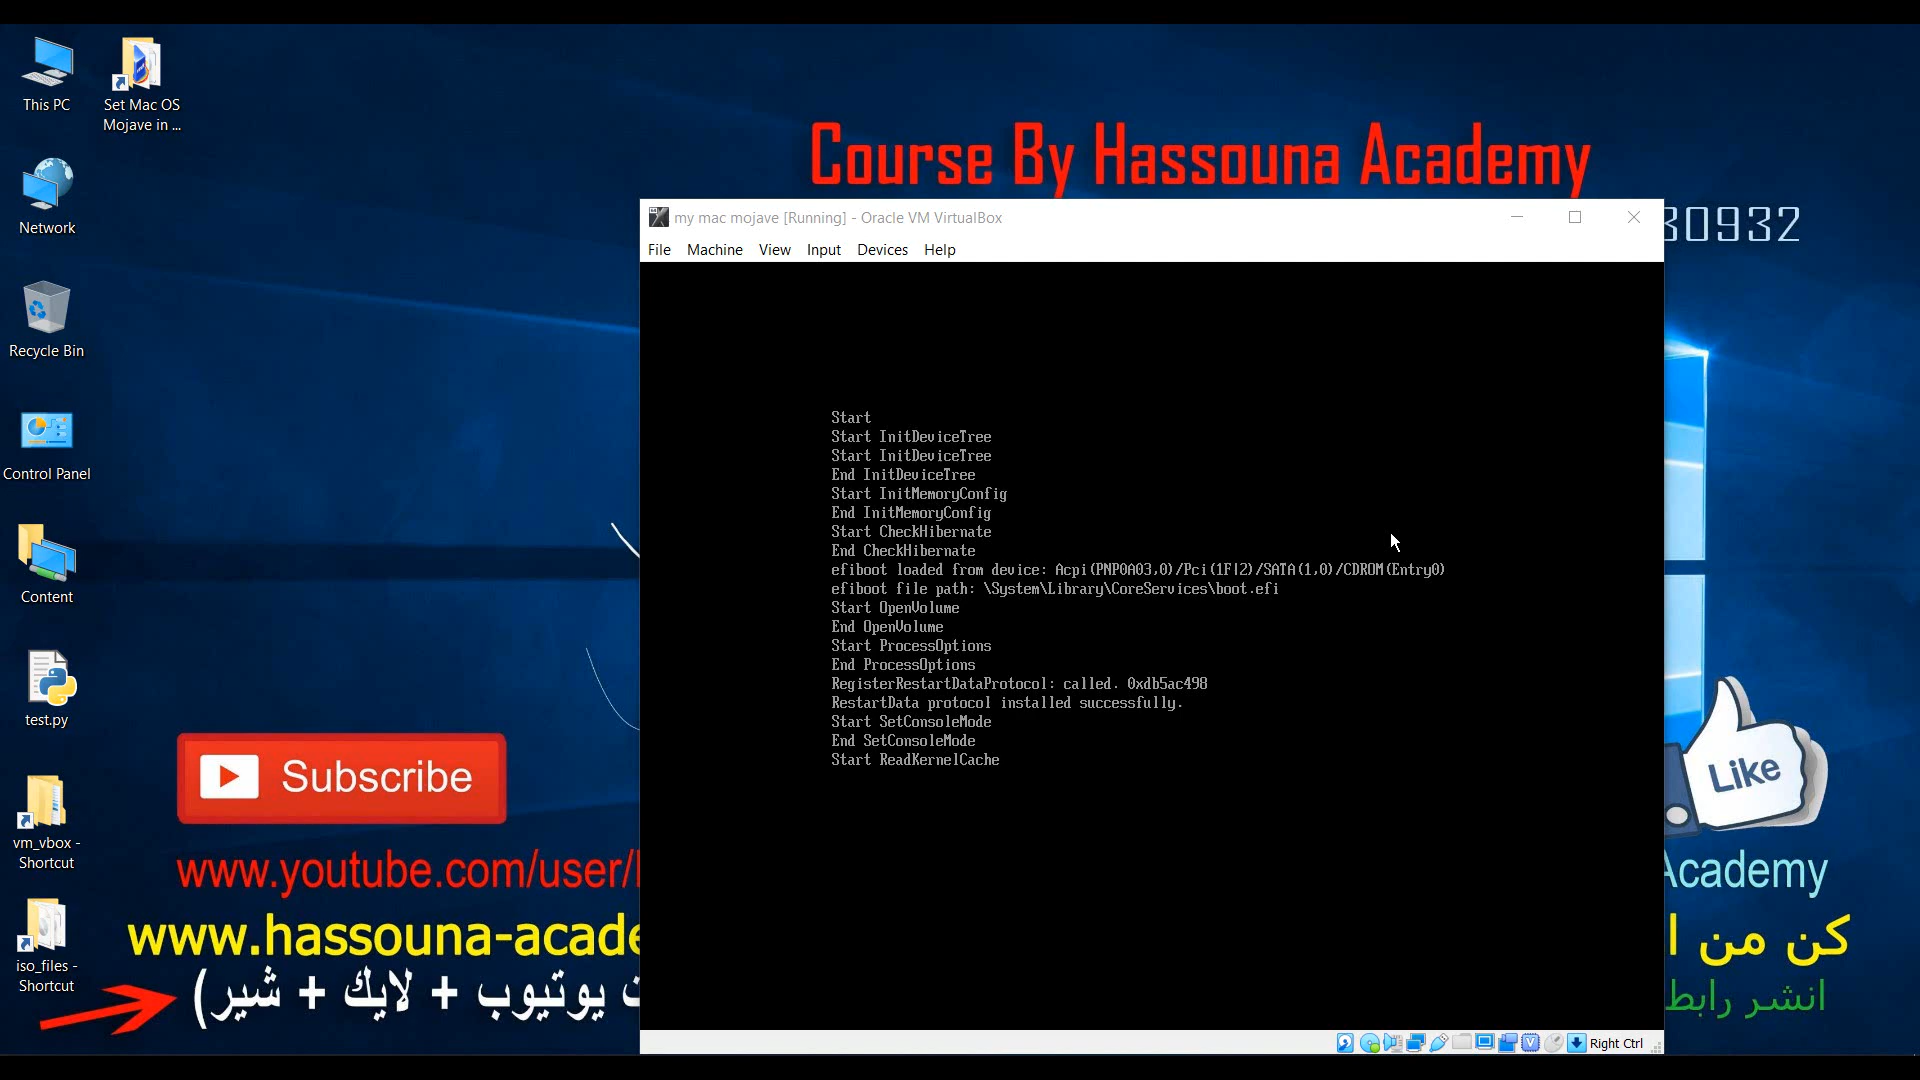 This PC
Set Mac OS
Mojave in ...
Network
Recycle Bin
Control Panel
Content
test.py
vm_vbox -
Shortcut
iso_files -
Shortcut
Course By Hassouna Academy
30932
my mac mojave [Running] - Oracle VM VirtualBox
File Machine View Input Devices Help
Start
Start InitDeviceTree
Start InitDeviceTree
End InitDeviceTree
Start InitMemoryConfig
End InitMemoryConfig
Start CheckHibernate
End CheckHibernate
efiboot loaded from device: Acpi(PNP0A03,0)/Pci(1F|2)/SATA(1,0)/CDROM(Entry0)
efiboot file path: \System\Library\CoreServices\boot.efi
Start OpenVolume
End OpenVolume
Start ProcessOptions
End ProcessOptions
RegisterRestartDataProtocol: called. 0xdb5ac498
RestartData protocol installed successfully.
Start SetConsoleMode
End SetConsoleMode
Start ReadKernelCache
Right Ctrl
Subscribe
Like
www.youtube.com/user/
Academy
www.hassouna-acade
كن من ا
يوتيوب + لايك + شير)
انشر رابط